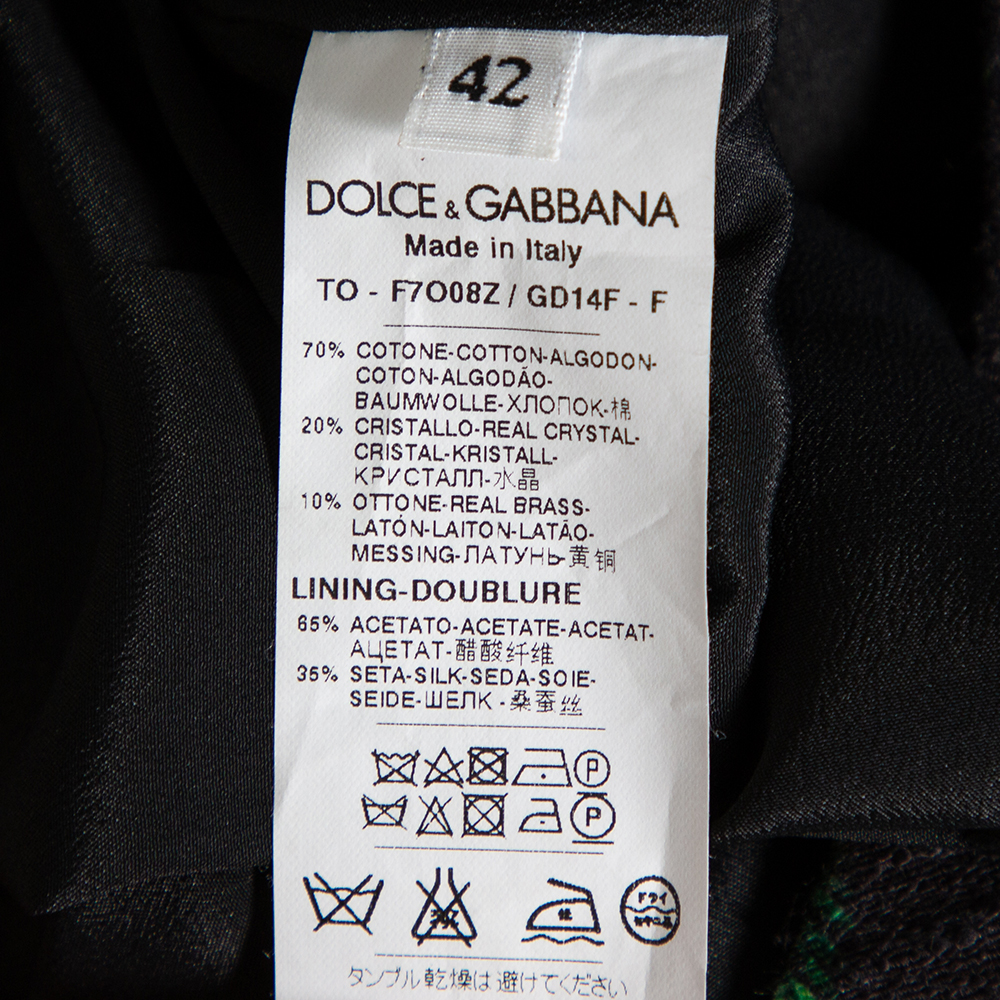 42
DOLCE & GABBANA
Made in Italy
TO - F7O08Z / GD14F - F
70% COTONE-COTTON-ALGODON-
COTON-ALGODÃO-
BAUMWOLLE-ХЛОПОК-棉
20% CRISTALLO-REAL CRYSTAL-
CRISTAL-KRISTALL-
КРИСТАЛЛ-水晶
10% OTTONE-REAL BRASS-
LATÓN-LAITON-LATÃO-
MESSING-ЛАТУНЬ-黄铜
LINING-DOUBLURE
65% ACETATO-ACETATE-ACETAT-
АЦЕТАТ-醋酸纤维
35% SETA-SILK-SEDA-SOIE-
SEIDE-ШЕЛК - 桑蚕丝
P
P
ドライ
タンブル乾燥は避けてください